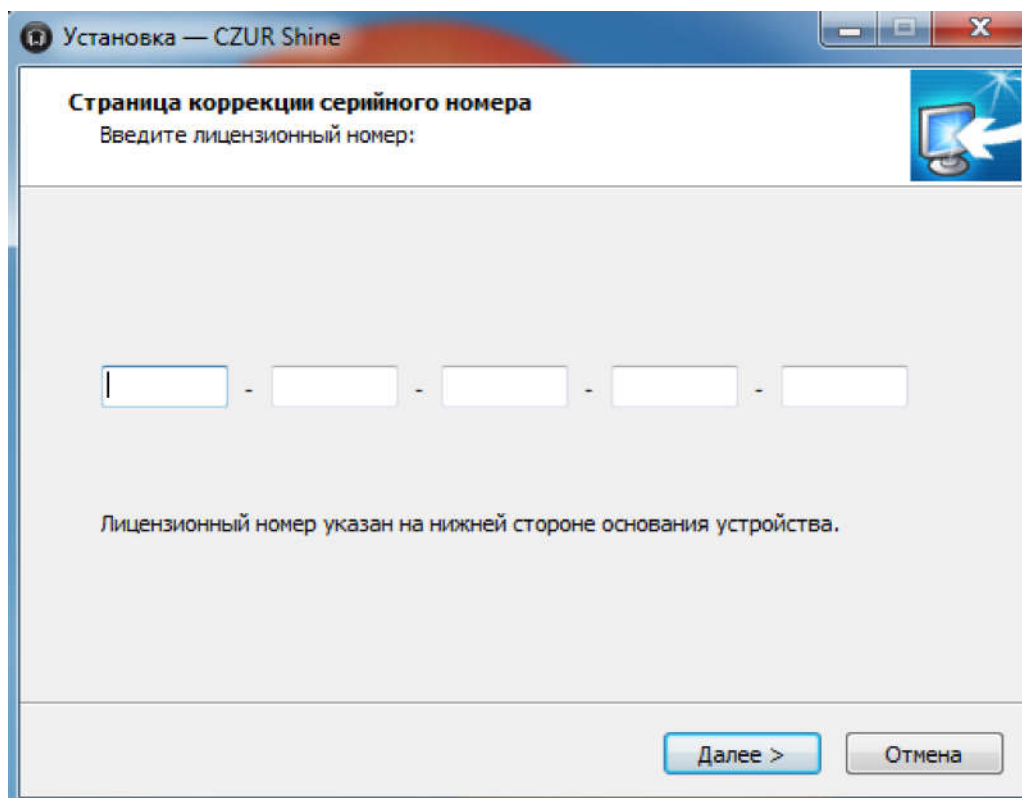 Установка — CZUR Shine
Страница коррекции серийного номера
Введите лицензионный номер:
- - - -
Лицензионный номер указан на нижней стороне основания устройства.
Далее > Отмена